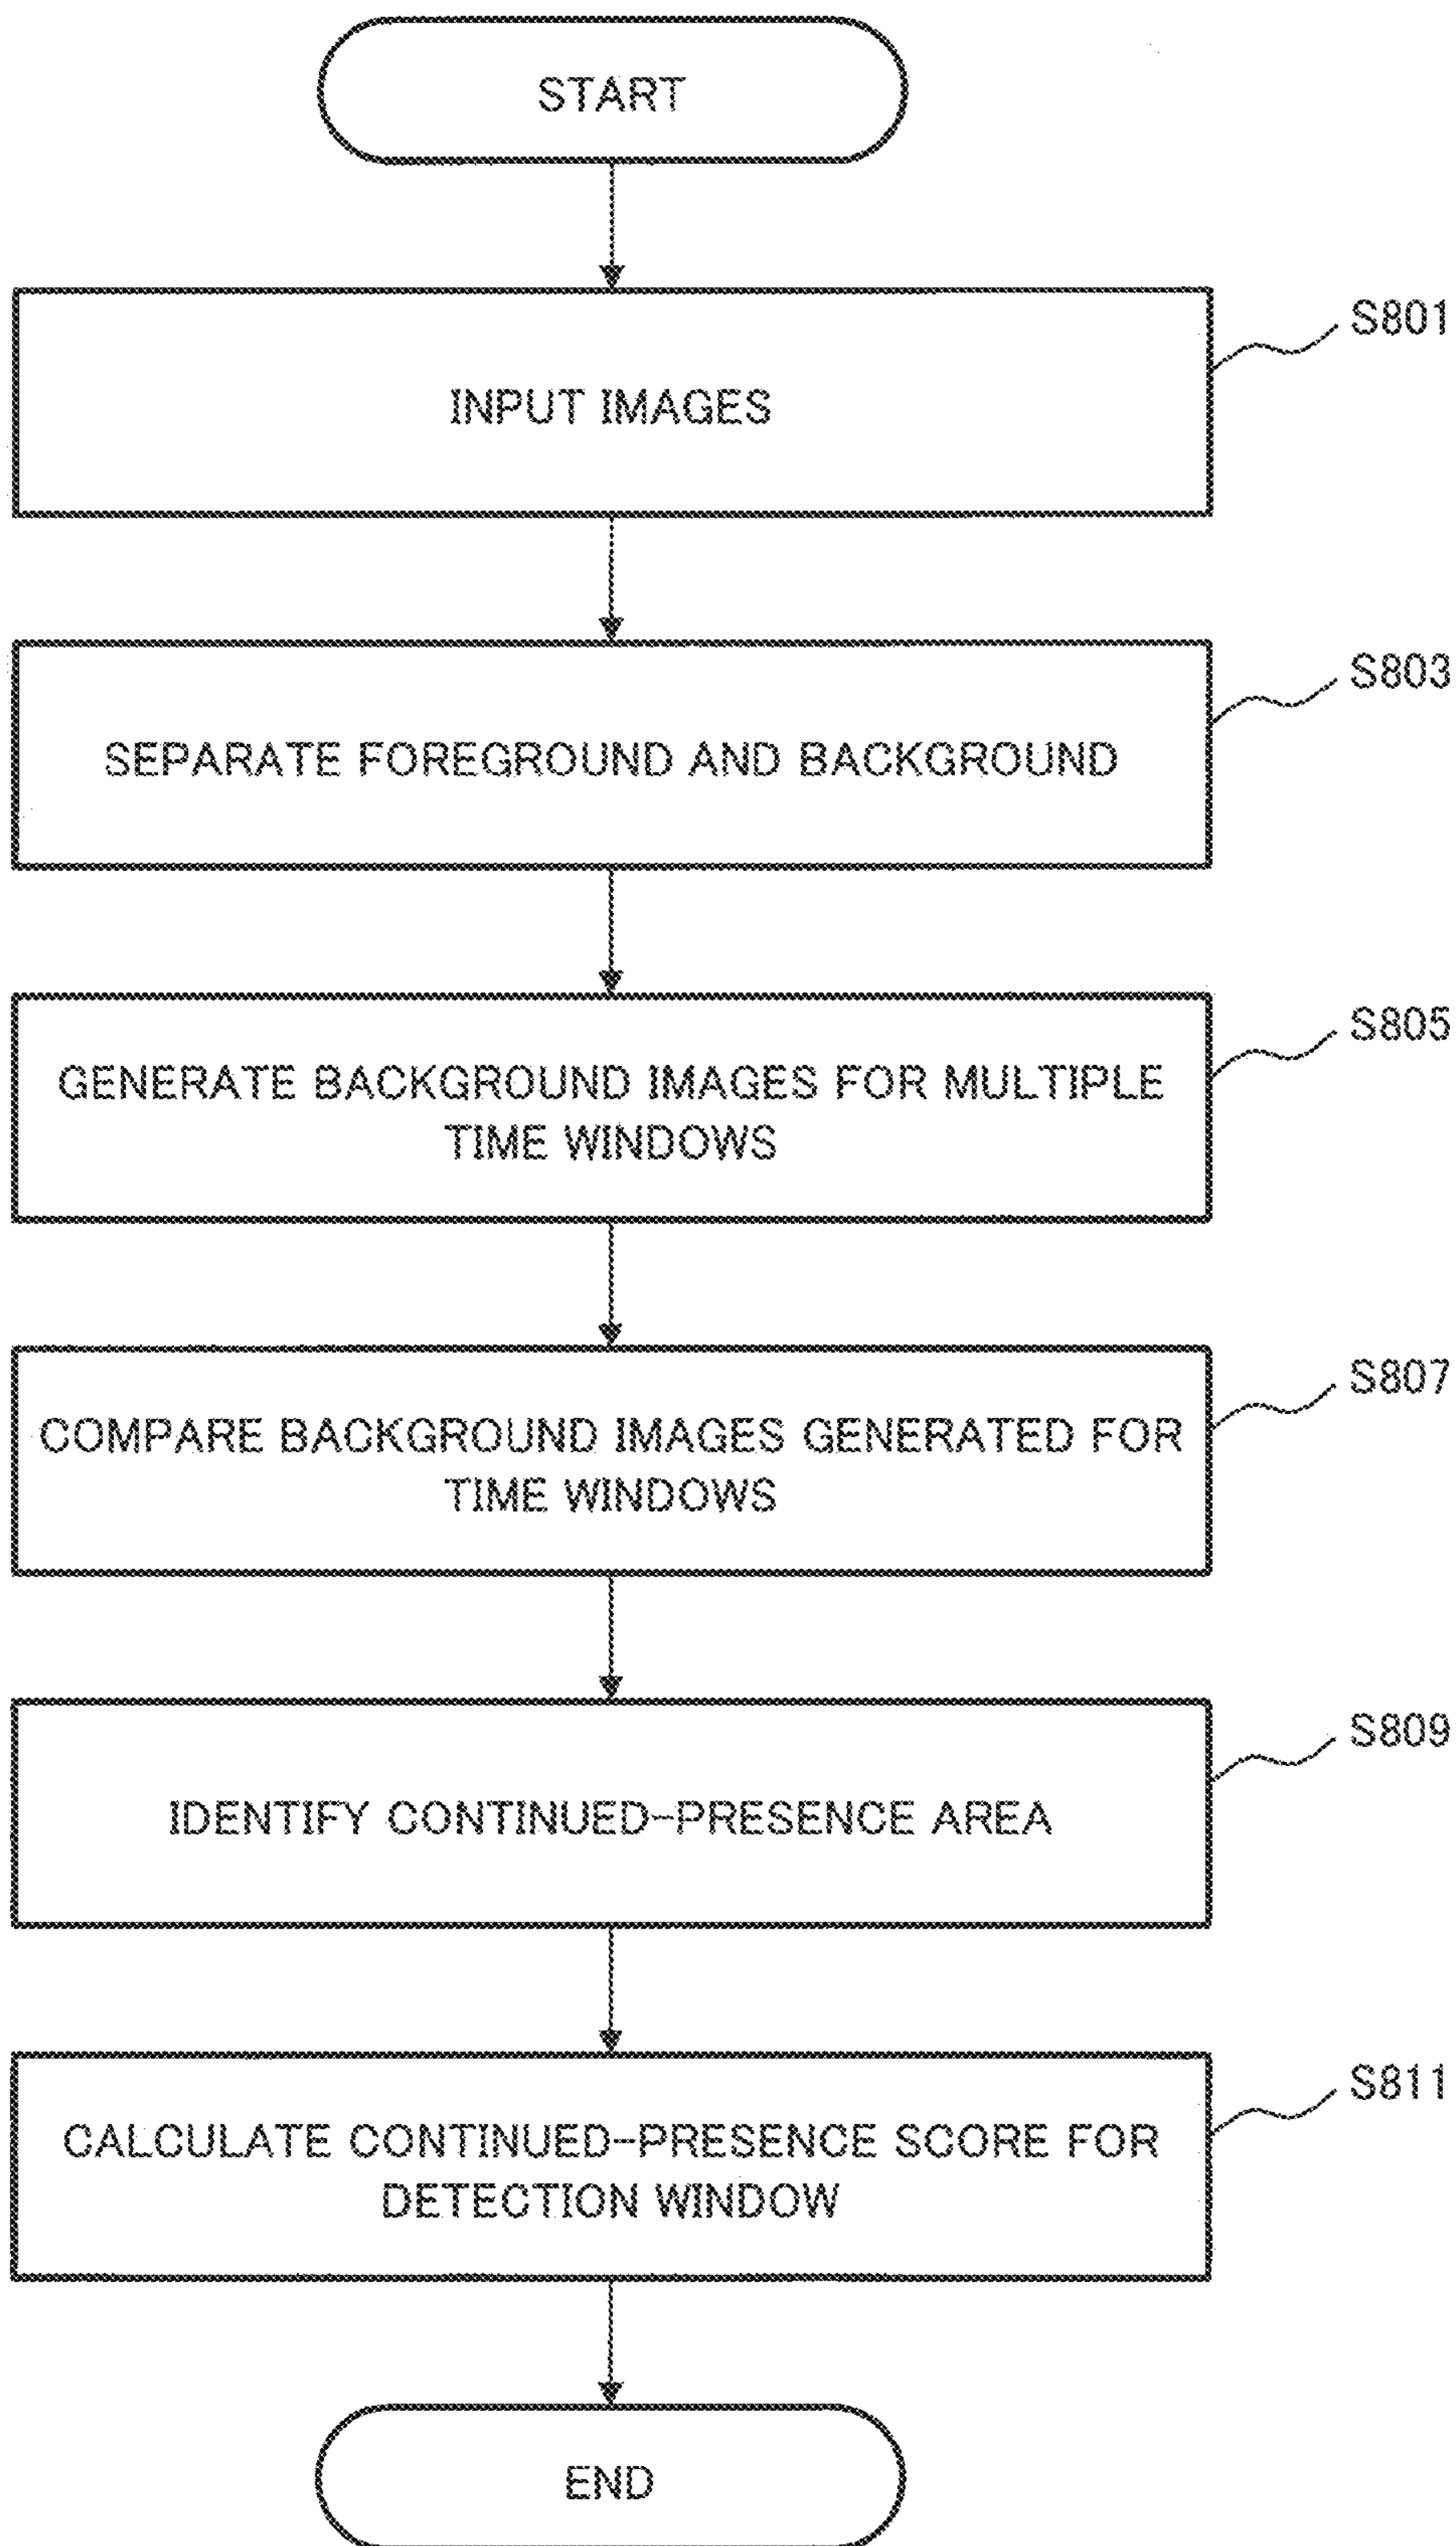 START
S801
INPUT IMAGES
S803
SEPARATE FOREGROUND AND BACKGROUND
S805
GENERATE BACKGROUND IMAGES FOR MULTIPLE
TIME WINDOWS
S807
COMPARE BACKGROUND IMAGES GENERATED FOR
TIME WINDOWS
S809
IDENTIFY CONTINUED-PRESENCE AREA
S811
CALCULATE CONTINUED-PRESENCE SCORE FOR
DETECTION WINDOW
END